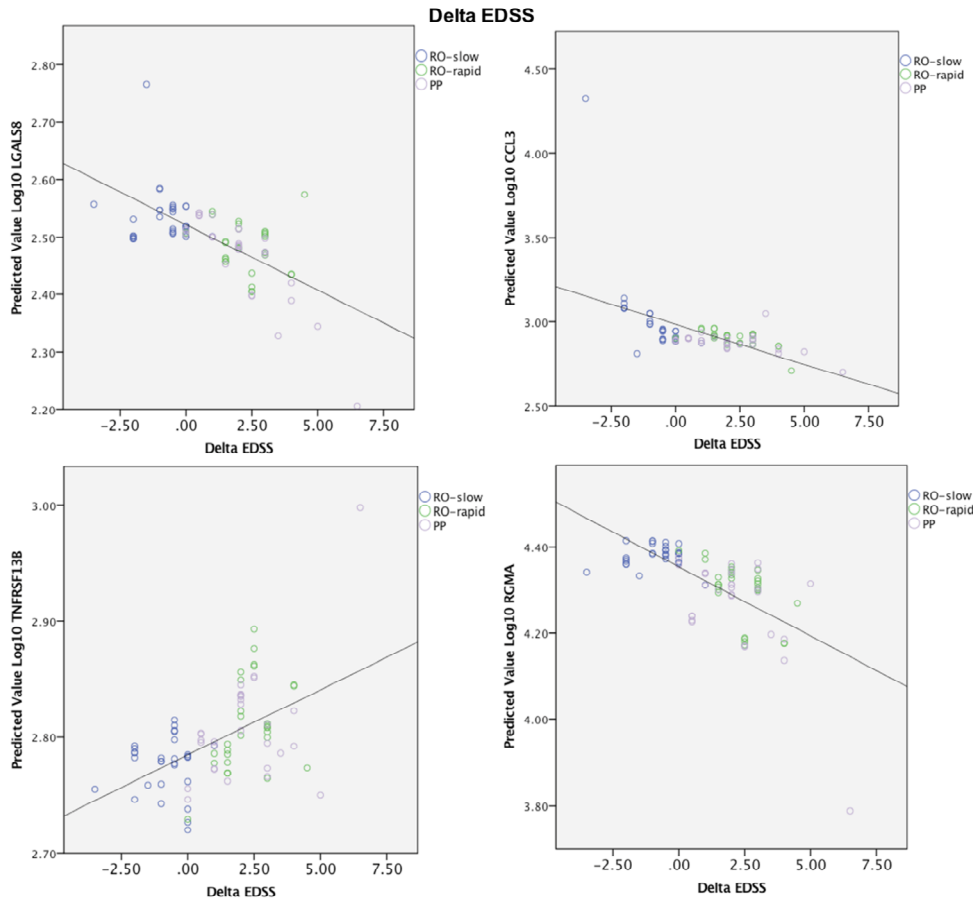 Delta EDSS
Predicted Value Log10 LGALS8
2.80
2.70
2.60
2.50
2.40
2.30
2.20
-2.50 .00 2.50 5.00 7.50
Delta EDSS
RO-slow
RO-rapid
PP
Predicted Value Log10 CCL3
4.50
4.00
3.50
3.00
2.50
-2.50 .00 2.50 5.00 7.50
Delta EDSS
RO-slow
RO-rapid
PP
Predicted Value Log10 TNFRSF13B
3.00
2.90
2.80
2.70
-2.50 .00 2.50 5.00 7.50
Delta EDSS
RO-slow
RO-rapid
PP
Predicted Value Log10 RGMA
4.40
4.20
4.00
3.80
-2.50 .00 2.50 5.00 7.50
Delta EDSS
RO-slow
RO-rapid
PP